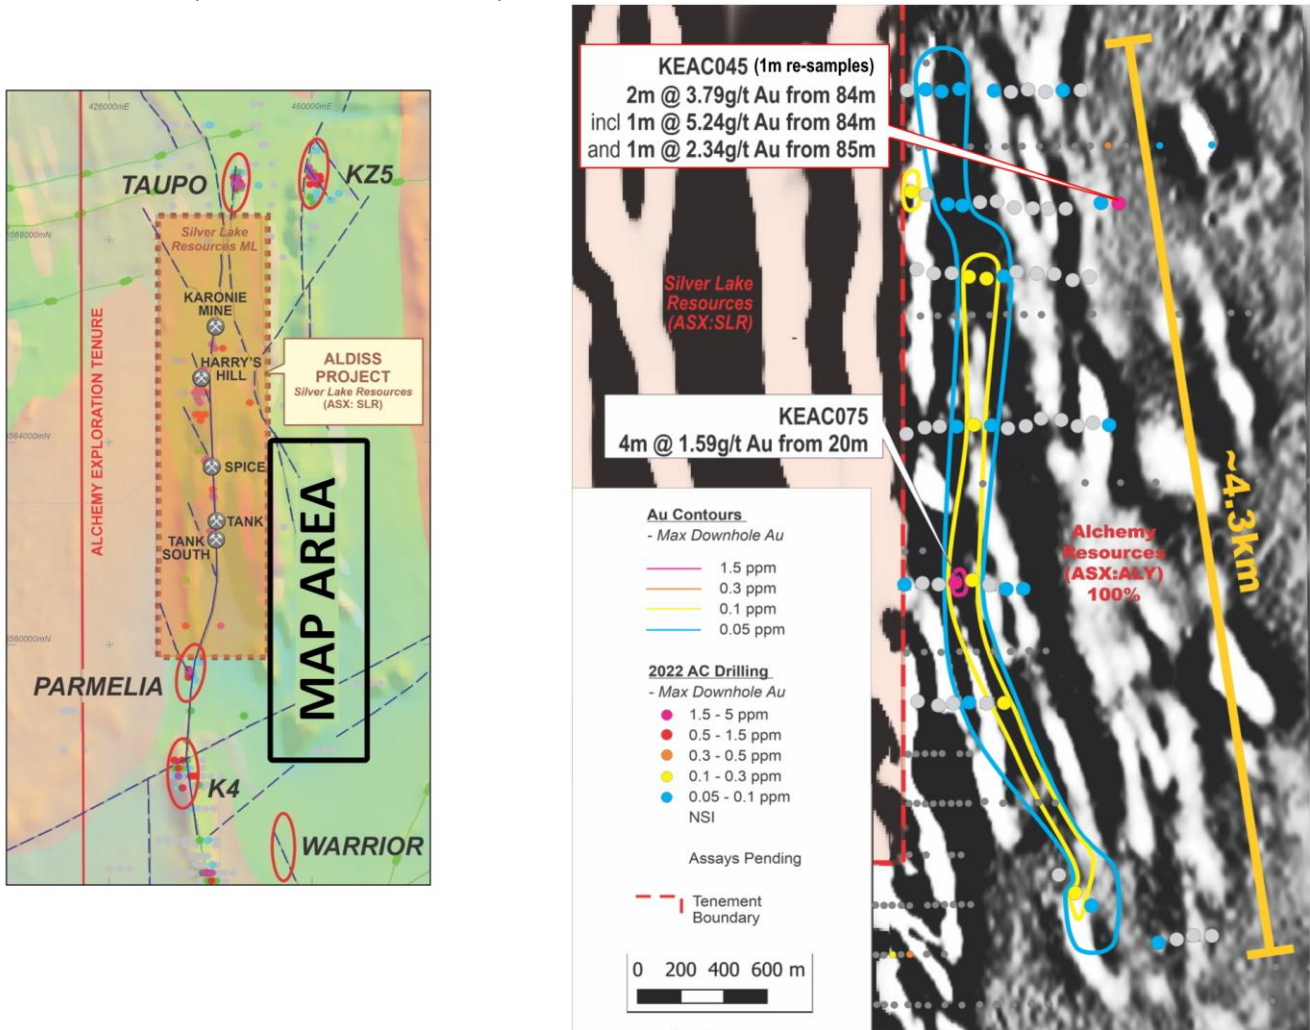 426000mE
460000mE
TAUPO
KZ5
6568000mN
Silver Lake
Resources ML
KARONIE
MINE
HARRY'S
HILL
ALDISS
PROJECT
Silver Lake Resources
(ASX: SLR)
ALCHEMY EXPLORATION TENURE
6564000mN
SPICE
TANK
TANK
SOUTH
MAP AREA
6560000mN
PARMELIA
K4
WARRIOR
KEAC045 (1m re-samples)
2m @ 3.79g/t Au from 84m
incl 1m @ 5.24g/t Au from 84m
and 1m @ 2.34g/t Au from 85m
Silver Lake
Resources
(ASX:SLR)
KEAC075
4m @ 1.59g/t Au from 20m
~4.3km
Alchemy
Resources
(ASX:ALY)
100%
Au Contours
- Max Downhole Au
1.5 ppm
0.3 ppm
0.1 ppm
0.05 ppm
2022 AC Drilling
- Max Downhole Au
1.5 - 5 ppm
0.5 - 1.5 ppm
0.3 - 0.5 ppm
0.1 - 0.3 ppm
0.05 - 0.1 ppm
NSI
Assays Pending
Tenement
Boundary
0 200 400 600 m